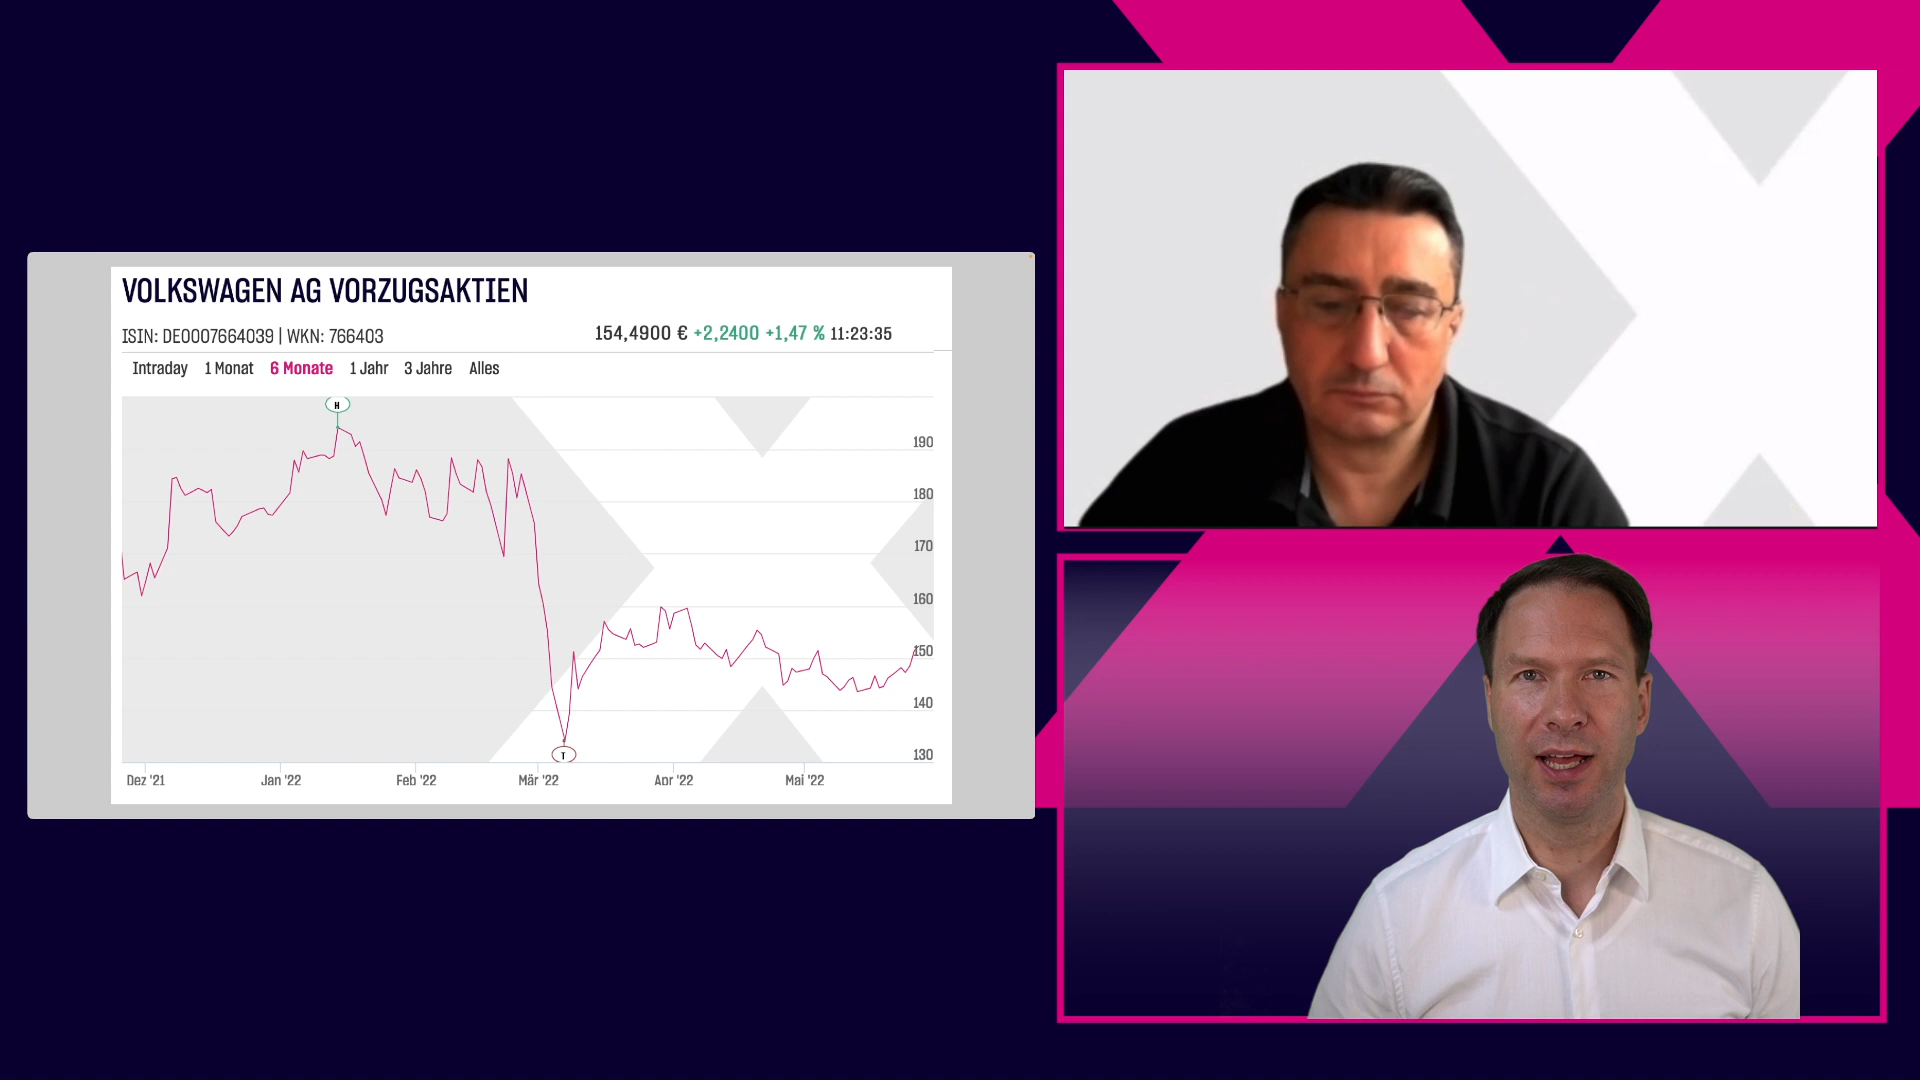 VOLKSWAGEN AG VORZUGSAKTIEN
ISIN: DE0007664039 | WKN: 766403
154,4900 € +2,2400 +1,47 % 11:23:35
Intraday 1 Monat 6 Monate 1 Jahr 3 Jahre Alles
H
190
180
170
160
150
140
130
T
Dez '21 Jan '22 Feb '22 Mär '22 Apr '22 Mai '22